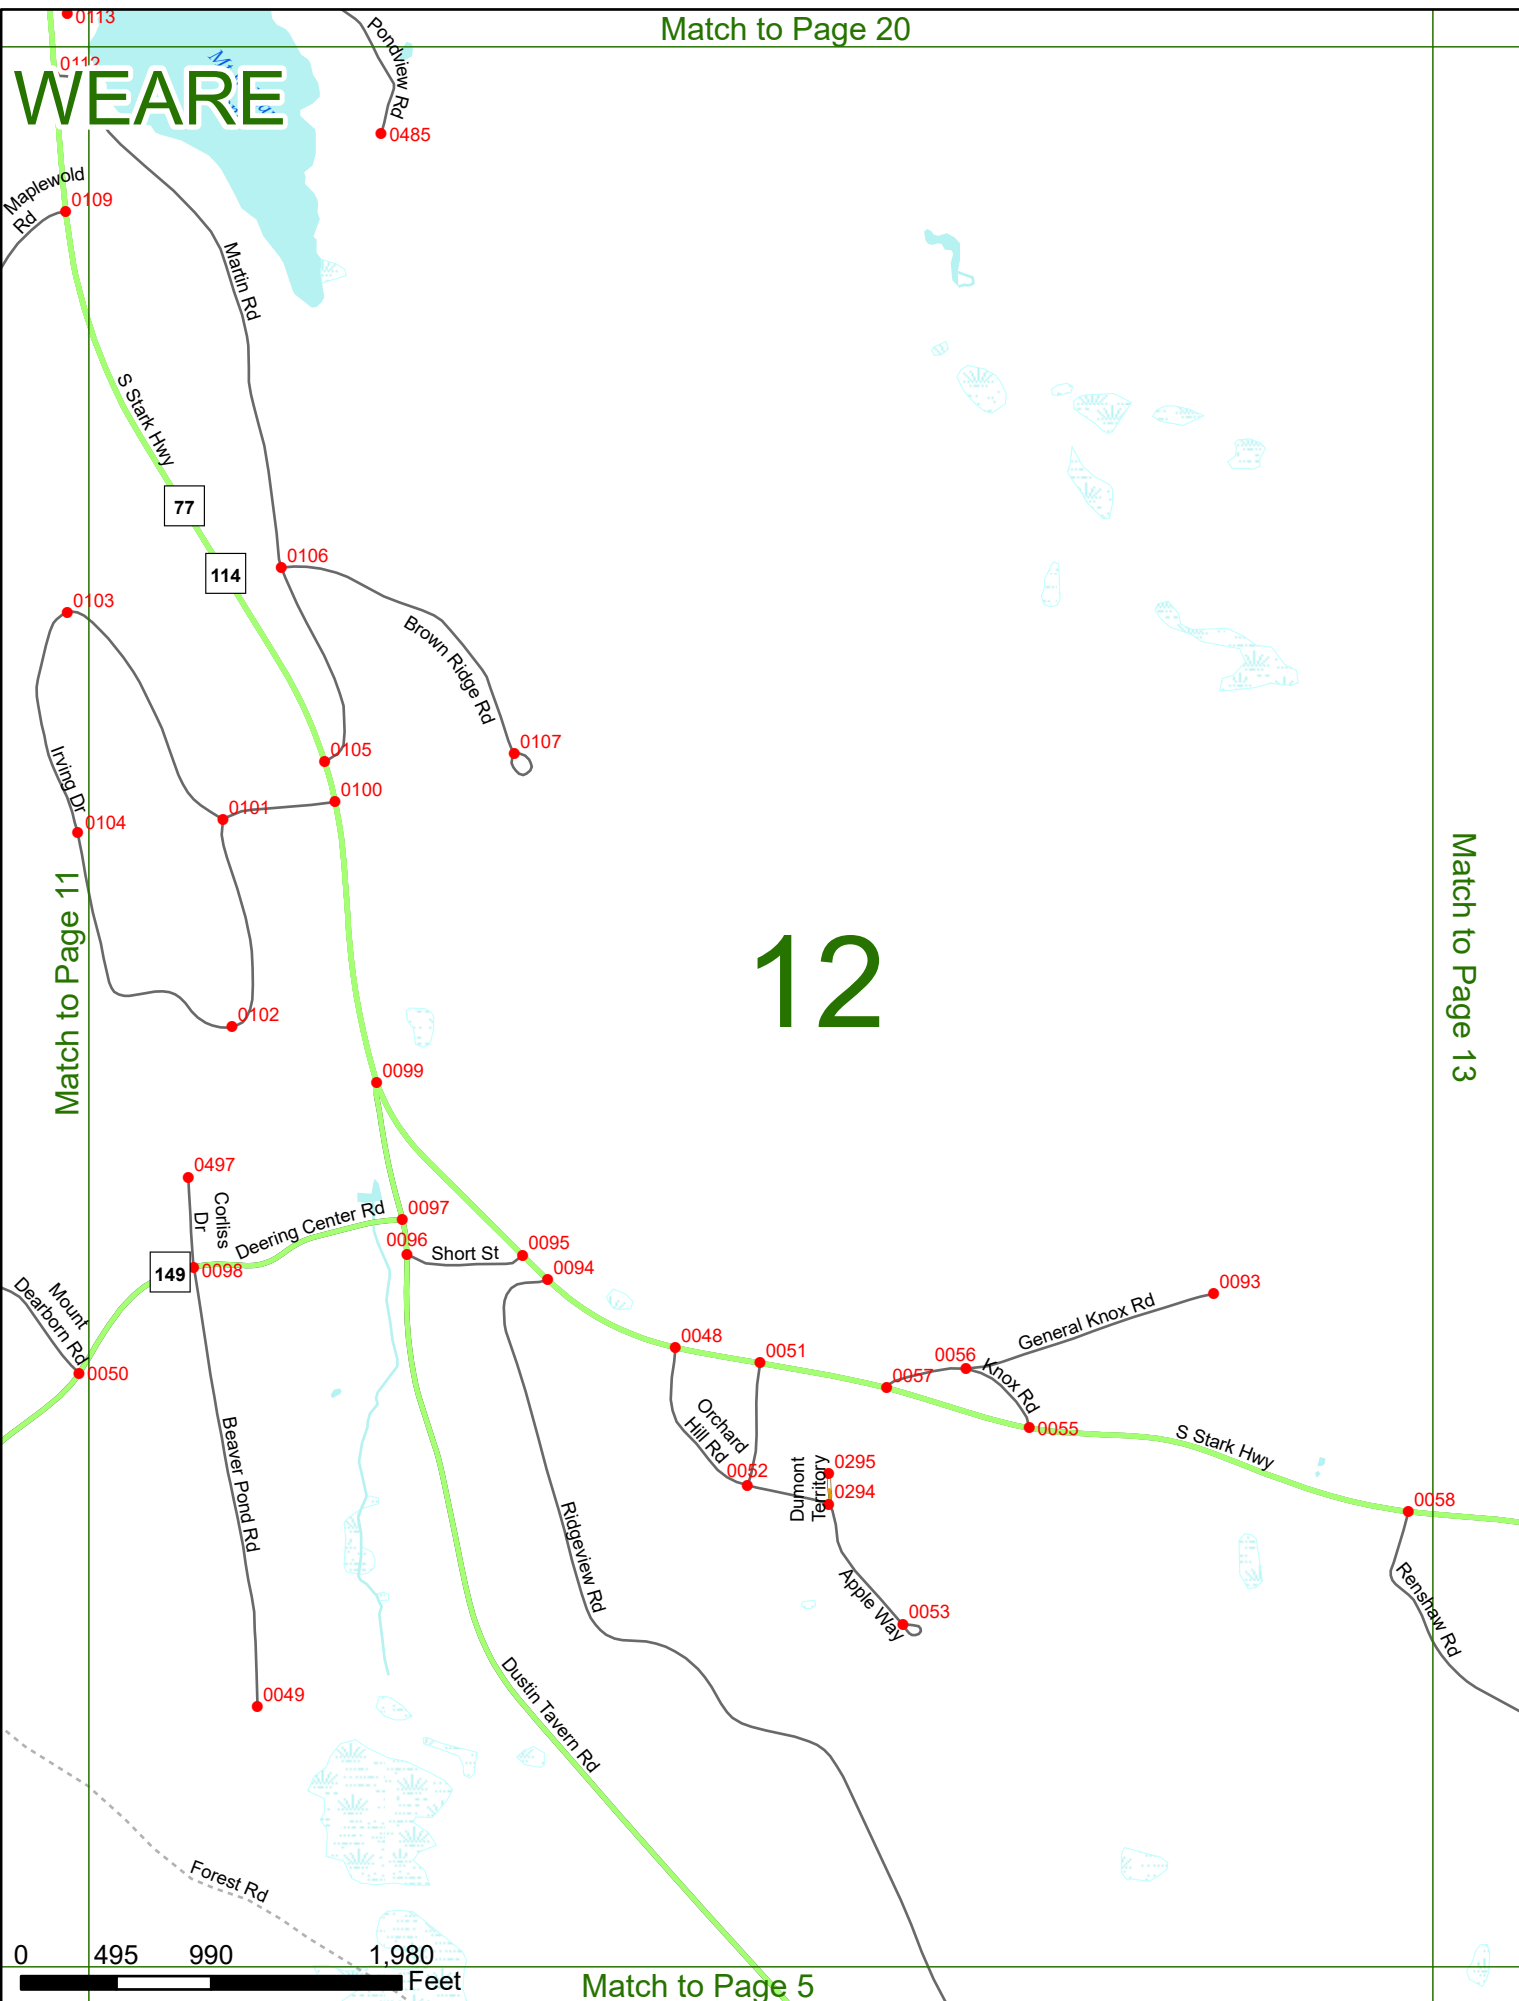 0113
Match to Page 20
0112
WEARE
Pondview Rd
0485
Maplewold
Rd
0109
Martin Rd
S Stark Hwy
77
114
0106
0103
Brown Ridge Rd
0107
0105
0100
0101
Irving Dr
0104
Match to Page 11
12
Match to Page 13
0102
0099
0497
Corliss
Dr
Deering Center Rd
0097
0096
Short St
0095
0094
149
0098
Mount
Dearborn Rd
0050
0093
General Knox Rd
0048
0051
0056
0057
Knox Rd
0055
S Stark Hwy
Orchard
Hill Rd
0052
Dumont
Territory
0295
0294
0058
Beaver Pond Rd
Ridgeview Rd
Apple Way
0053
Renshaw Rd
0049
Dustin Tavern Rd
Forest Rd
0 495 990 1,980
Feet
Match to Page 5